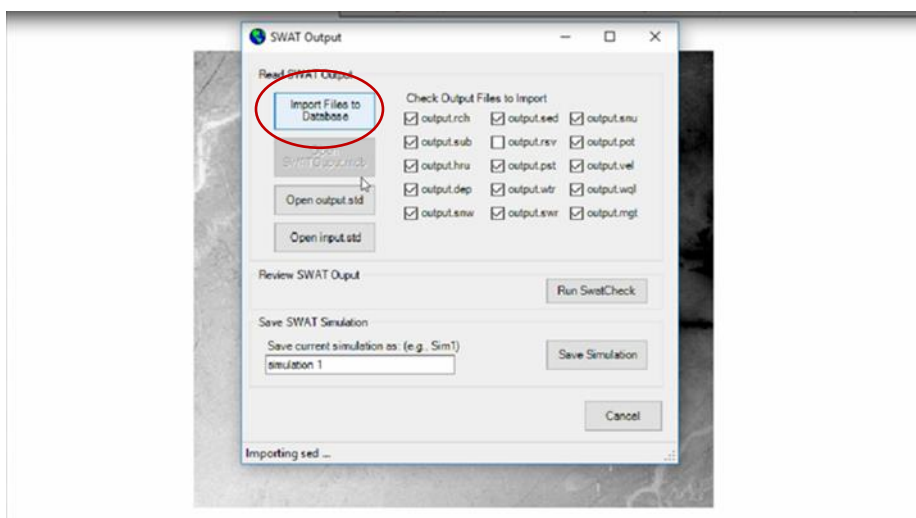 SWAT Output
Read SWAT Output
Import Files to
Database
Check Output Files to Import
output.rch output.sed output.snu
output.sub output.rsv output.pot
output.hru output.pst output.vel
output.dep output.wtr output.wql
output.snw output.swr output.mgt
Open
SWATOutput.mdb
Open output.std
Open input.std
Review SWAT Ouput
Run SwatCheck
Save SWAT Simulation
Save current simulation as: (e.g., Sim1)
simulation 1
Save Simulation
Cancel
Importing sed ...